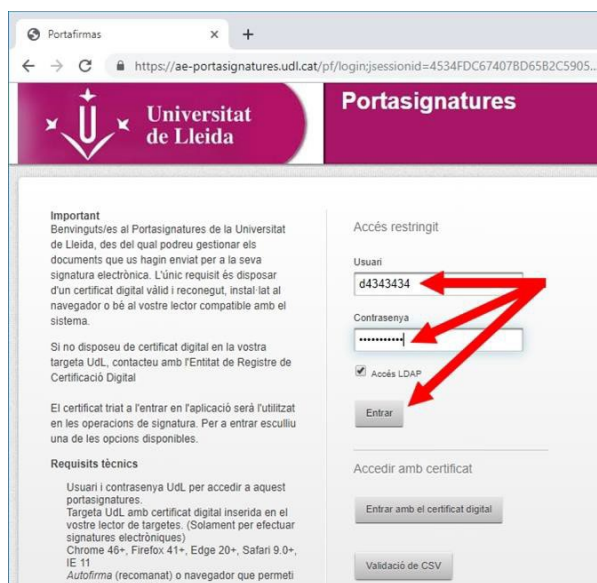 Portafirmas
https://ae-portasignatures.udl.cat/pf/login;jsessionid=4534FDC67407BD65B2C5905...
Universitat
de Lleida
Portasignatures
Important
Benvinguts/es al Portasignatures de la Universitat
de Lleida, des del qual podreu gestionar els
documents que us hagin enviat per a la seva
signatura electrònica. L'únic requisit és disposar
d'un certificat digital vàlid i reconegut, instal·lat al
navegador o bé al vostre lector compatible amb el
sistema.
Si no disposeu de certificat digital en la vostra
targeta UdL, contacteu amb l'Entitat de Registre de
Certificació Digital
El certificat triat a l'entrar en l'aplicació serà l'utilitzat
en les operacions de signatura. Per a entrar escolliu
una de les opcions disponibles.
Requisits tècnics
Usuari i contrasenya UdL per accedir a aquest
portasignatures.
Targeta UdL amb certificat digital inserida en el
vostre lector de targetes. (Solament per efectuar
signatures electròniques)
Chrome 46+, Firefox 41+, Edge 20+, Safari 9.0+,
IE 11
Autofirma (recomanat) o navegador que permeti
Accés restringit
Usuari
d4343434
Contrasenya
•••••••••••
Accés LDAP
Entrar
Accedir amb certificat
Entrar amb el certificat digital
Validació de CSV